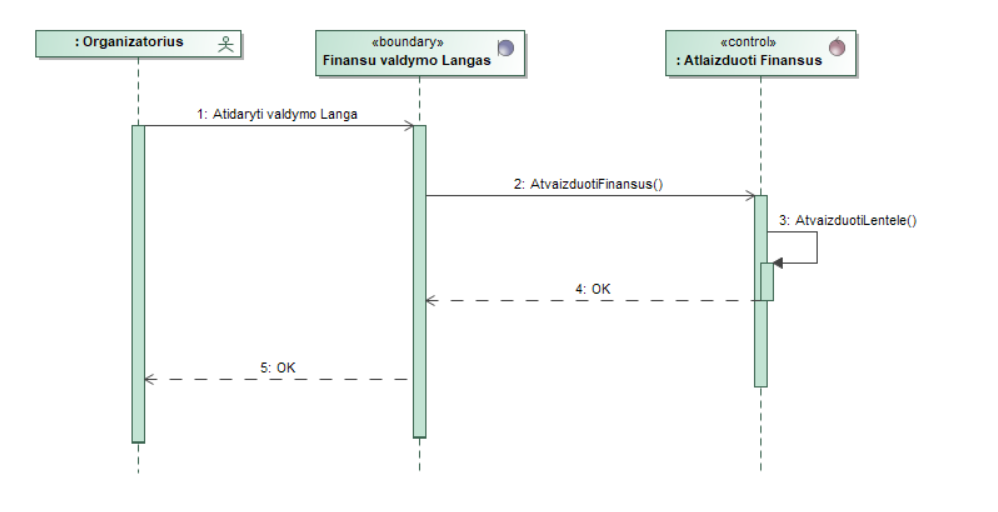 : Organizatorius
«boundary»
Finansu valdymo Langas
«control»
: Atlaizduoti Finansus
1: Atidaryti valdymo Langa
2: AtvaizduotiFinansus()
3: AtvaizduotiLentele()
4: OK
5: OK